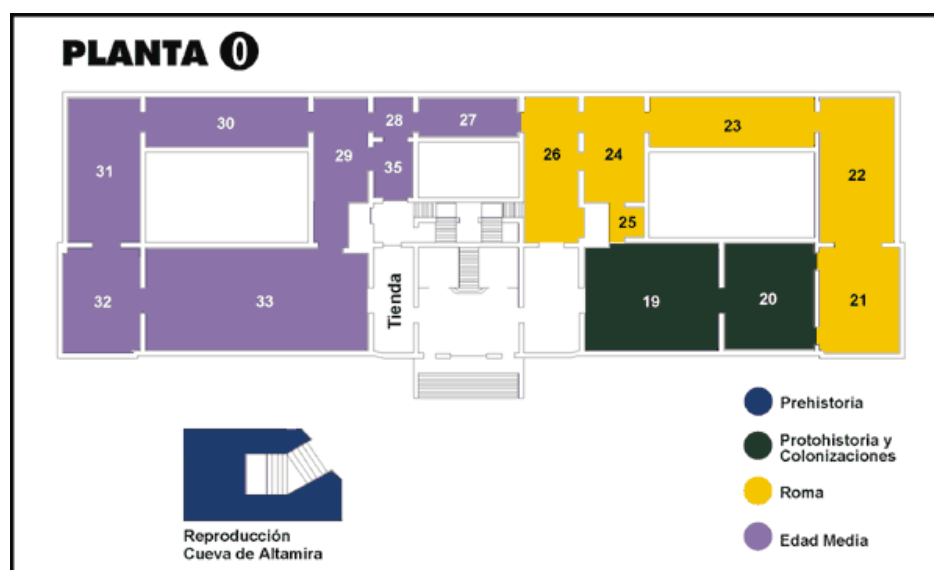 PLANTA 0
30
28
27
23
31
29
35
26
24
22
25
32
33
Tienda
19
20
21
Prehistoria
Protohistoria y
Colonizaciones
Roma
Edad Media
Reproducción
Cueva de Altamira